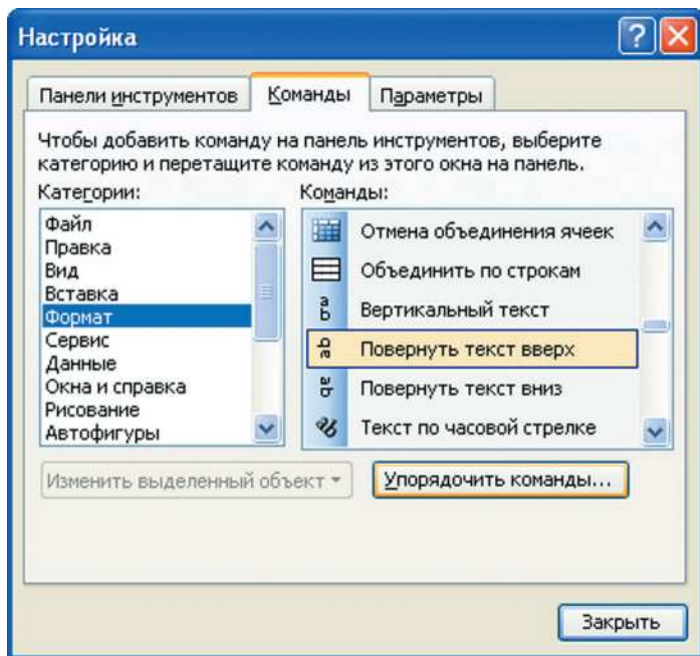 Настройка
Панели инструментов
Команды
Параметры
Чтобы добавить команду на панель инструментов, выберите
категорию и перетащите команду из этого окна на панель.
Категории:
Файл
Правка
Вид
Вставка
Формат
Сервис
Данные
Окна и справка
Рисование
Автофигуры
Команды:
Отмена объединения ячеек
Объединить по строкам
Вертикальный текст
Повернуть текст вверх
Повернуть текст вниз
Текст по часовой стрелке
Изменить выделенный объект
Упорядочить команды...
Закрыть